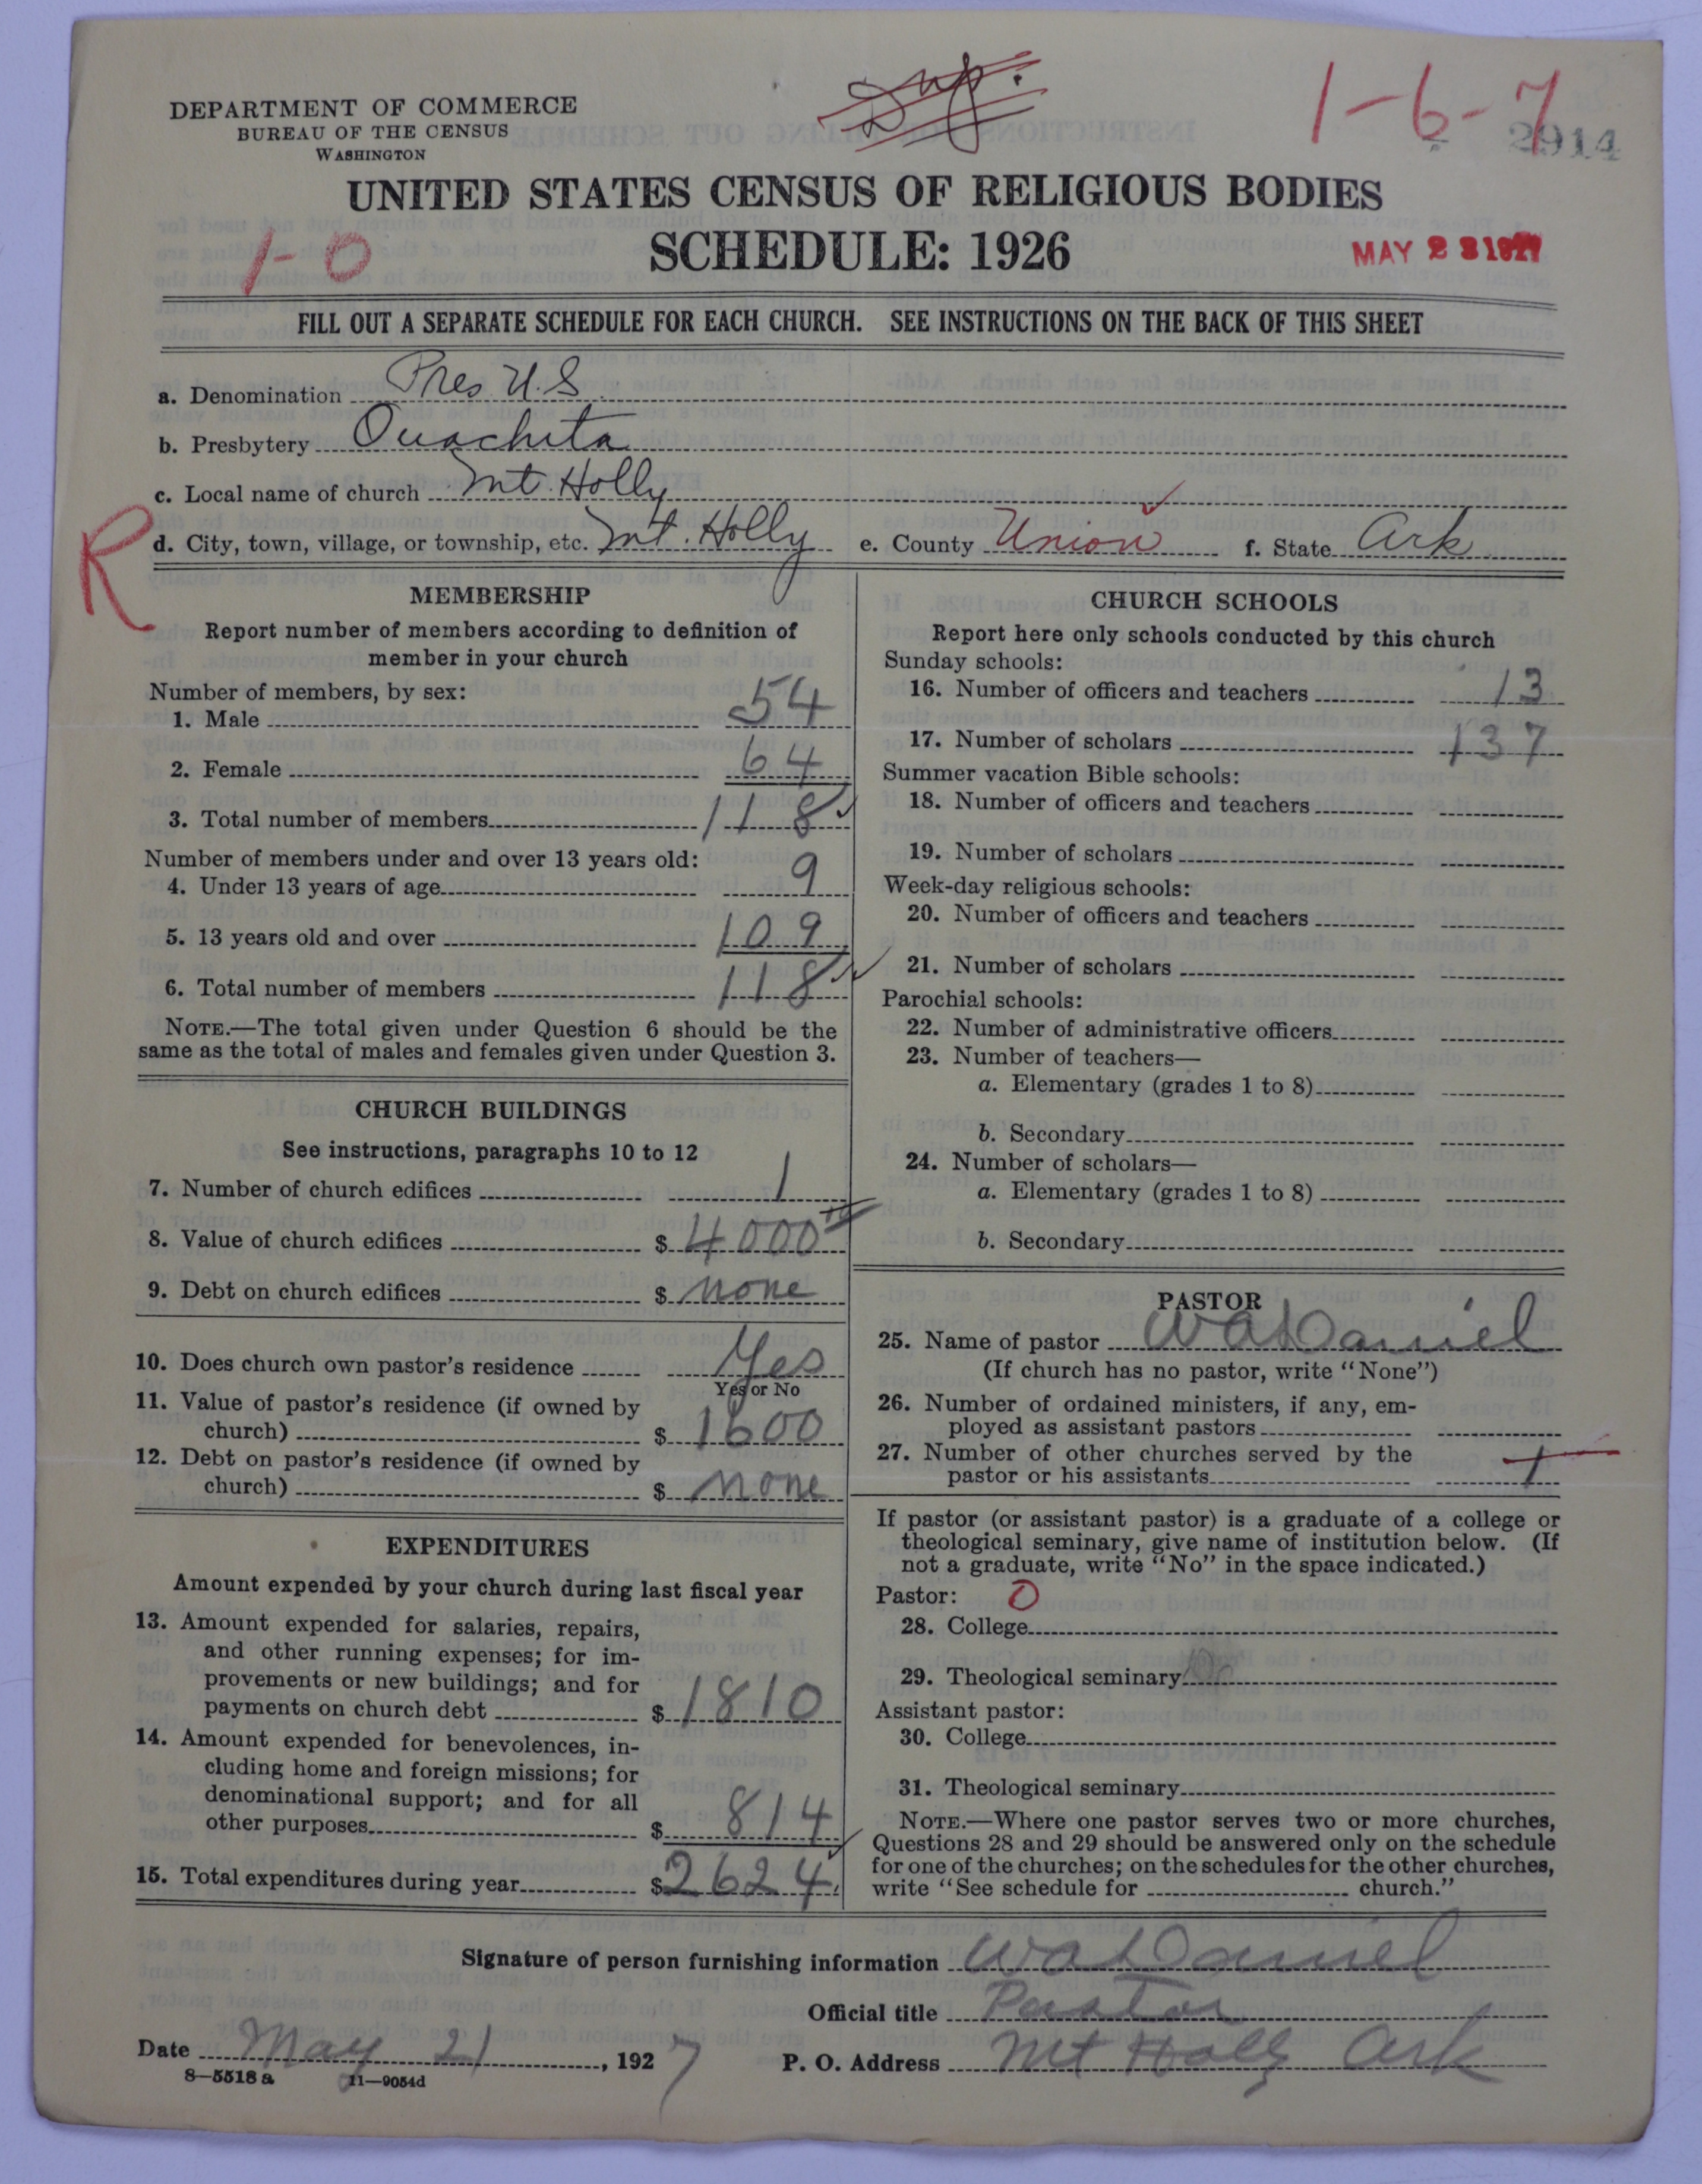 Dup.
1-6-7
2914
DEPARTMENT OF COMMERCE
BUREAU OF THE CENSUS
WASHINGTON
UNITED STATES CENSUS OF RELIGIOUS BODIES
1-0
SCHEDULE: 1926
MAY 23 1927
FILL OUT A SEPARATE SCHEDULE FOR EACH CHURCH. SEE INSTRUCTIONS ON THE BACK OF THIS SHEET
a. Denomination Pres U.S.
b. Presbytery Ouachita
c. Local name of church Mt. Holly
R
d. City, town, village, or township, etc. Mt. Holly e. County Union f. State Ark
MEMBERSHIP
Report number of members according to definition of
member in your church
Number of members, by sex:
1. Male 54
2. Female 64
3. Total number of members 118
Number of members under and over 13 years old:
4. Under 13 years of age 9
5. 13 years old and over 109
6. Total number of members 118
NOTE.—The total given under Question 6 should be the
same as the total of males and females given under Question 3.
CHURCH BUILDINGS
See instructions, paragraphs 10 to 12
7. Number of church edifices 1
8. Value of church edifices $ 4000
9. Debt on church edifices $ none
10. Does church own pastor's residence Yes
Yes or No
11. Value of pastor's residence (if owned by
church) $ 1600
12. Debt on pastor's residence (if owned by
church) $ none
EXPENDITURES
Amount expended by your church during last fiscal year
13. Amount expended for salaries, repairs,
and other running expenses; for im-
provements or new buildings; and for
payments on church debt $ 1810
14. Amount expended for benevolences, in-
cluding home and foreign missions; for
denominational support; and for all
other purposes $ 814
15. Total expenditures during year $ 2624
CHURCH SCHOOLS
Report here only schools conducted by this church
Sunday schools:
16. Number of officers and teachers 13
17. Number of scholars 137
Summer vacation Bible schools:
18. Number of officers and teachers
19. Number of scholars
Week-day religious schools:
20. Number of officers and teachers
21. Number of scholars
Parochial schools:
22. Number of administrative officers
23. Number of teachers—
a. Elementary (grades 1 to 8)
b. Secondary
24. Number of scholars—
a. Elementary (grades 1 to 8)
b. Secondary
PASTOR
25. Name of pastor W A Daniel
(If church has no pastor, write "None")
26. Number of ordained ministers, if any, em-
ployed as assistant pastors
27. Number of other churches served by the
pastor or his assistants 1
If pastor (or assistant pastor) is a graduate of a college or
theological seminary, give name of institution below. (If
not a graduate, write "No" in the space indicated.)
Pastor: 0
28. College
29. Theological seminary
Assistant pastor:
30. College
31. Theological seminary
NOTE.—Where one pastor serves two or more churches,
Questions 28 and 29 should be answered only on the schedule
for one of the churches; on the schedules for the other churches,
write "See schedule for church."
Signature of person furnishing information W A Daniel
Official title Pastor
Date May 21, 1927 P. O. Address Mt Holly Ark
8-5518 a 11-9054d